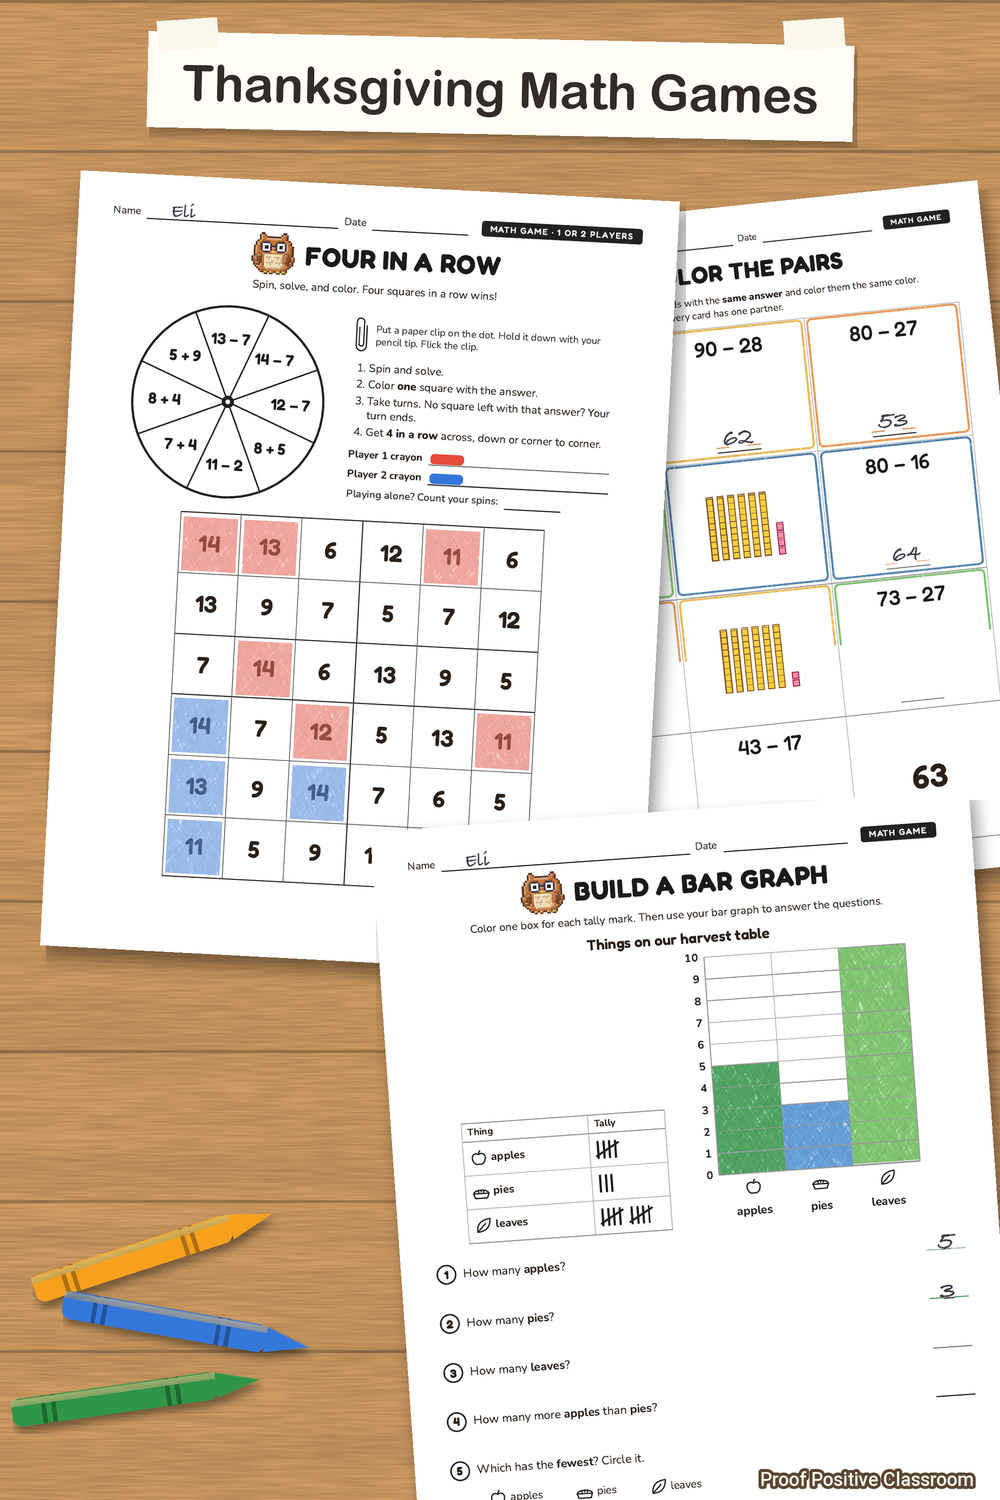 Thanksgiving Math Games
Name Eli Date
MATH GAME · 1 OR 2 PLAYERS
FOUR IN A ROW
Spin, solve, and color. Four squares in a row wins!
13 – 7
14 – 7
12 – 7
8 + 5
11 – 2
7 + 4
8 + 4
5 + 9
Put a paper clip on the dot. Hold it down with your
pencil tip. Flick the clip.
1. Spin and solve.
2. Color one square with the answer.
3. Take turns. No square left with that answer? Your
turn ends.
4. Get 4 in a row across, down or corner to corner.
Player 1 crayon
Player 2 crayon
Playing alone? Count your spins:
14 13 6 12 11 6
13 9 7 5 7 12
7 14 6 13 9 5
14 7 12 5 13 11
13 9 14 7 6 5
11 5 9
Date
MATH GAME
LOR THE PAIRS
ds with the same answer and color them the same color.
very card has one partner.
90 – 28
62
80 – 27
53
80 – 16
64
73 – 27
43 – 17
63
Name Eli Date
MATH GAME
BUILD A BAR GRAPH
Color one box for each tally mark. Then use your bar graph to answer the questions.
Things on our harvest table
10
9
8
7
6
5
4
3
2
1
0
apples pies leaves
Thing Tally
apples
pies
leaves
1 How many apples? 5
2 How many pies? 3
3 How many leaves?
4 How many more apples than pies?
5 Which has the fewest? Circle it.
apples pies leaves
Proof Positive Classroom